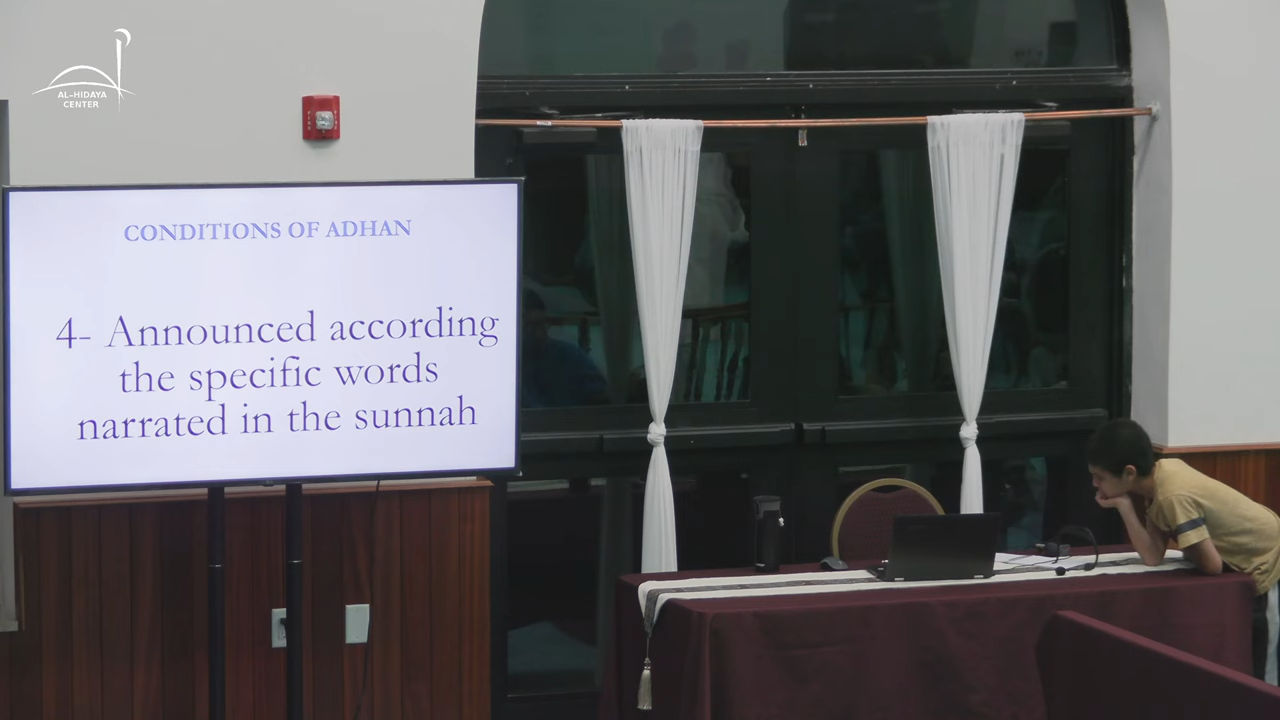 AL-HIDAYA
CENTER
CONDITIONS OF ADHAN
4- Announced according
the specific words
narrated in the sunnah